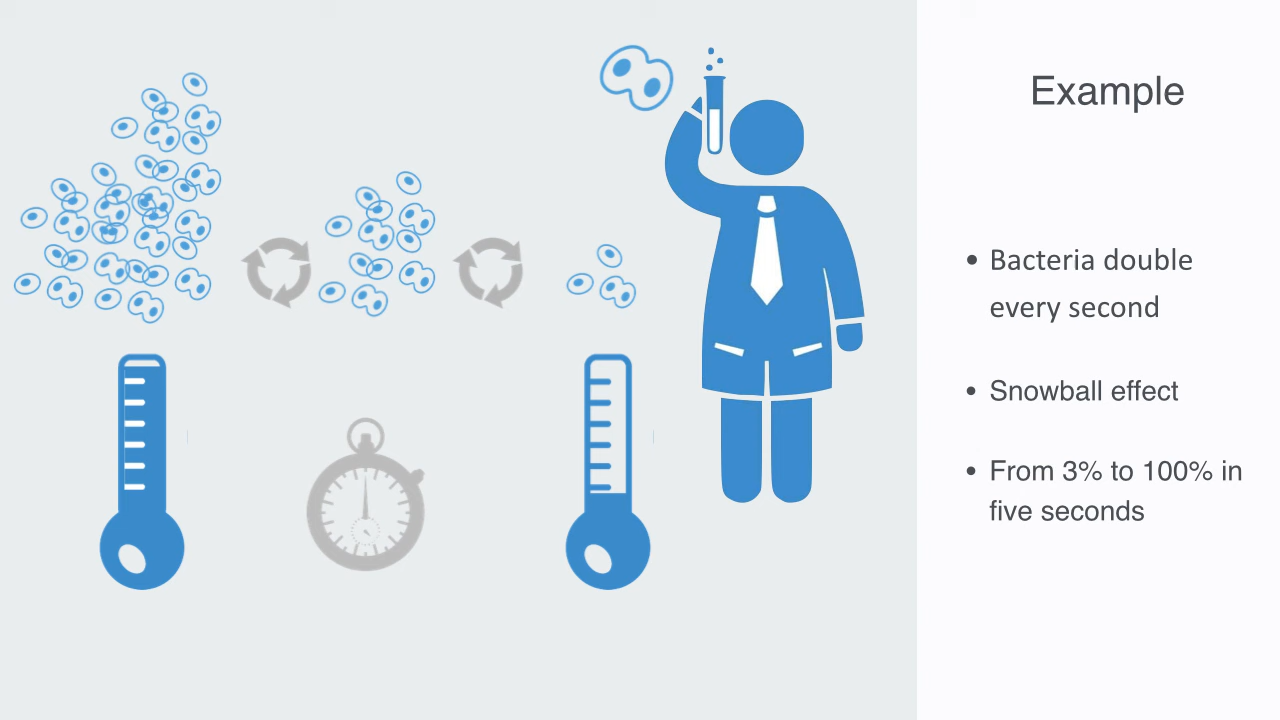 Example
• Bacteria double
every second
• Snowball effect
• From 3% to 100% in
five seconds